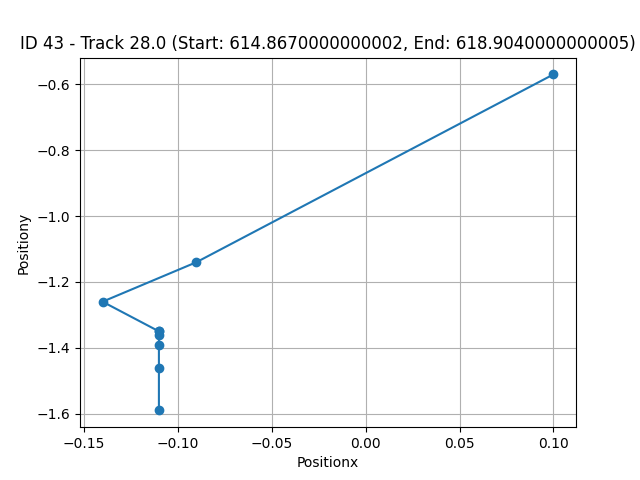 ID 43 - Track 28.0 (Start: 614.8670000000002, End: 618.9040000000005)
−0.6
−0.8
−1.0
−1.2
−1.4
−1.6
Positiony
−0.15 −0.10 −0.05 0.00 0.05 0.10
Positionx